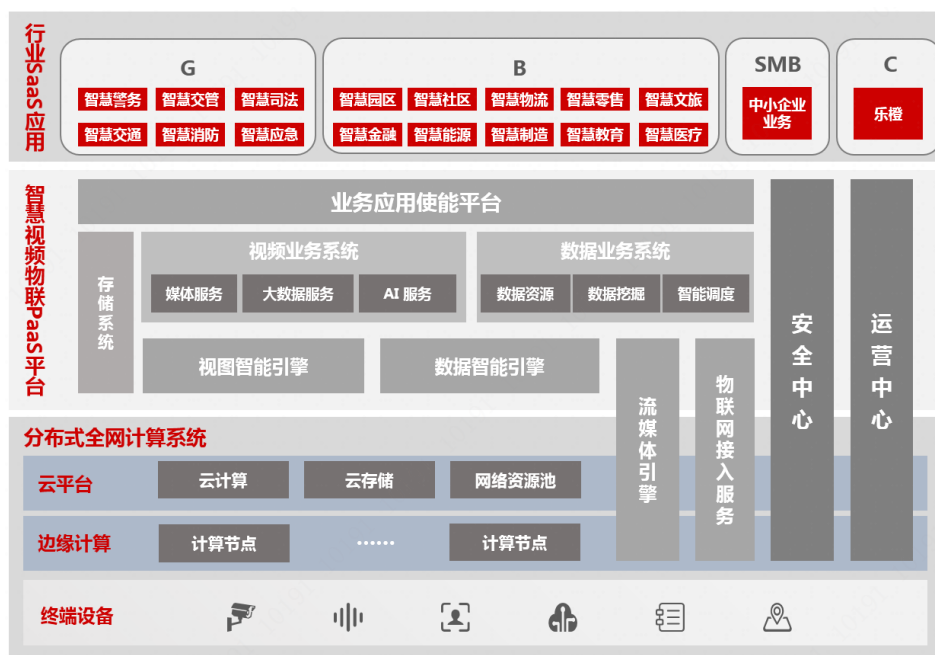 行业SaaS应用
G
智慧警务 智慧交管 智慧司法
智慧交通 智慧消防 智慧应急
B
智慧园区 智慧社区 智慧物流 智慧零售 智慧文旅
智慧金融 智慧能源 智慧制造 智慧教育 智慧医疗
SMB
中小企业
业务
C
乐橙
智慧视频物联PaaS平台
业务应用使能平台
存储系统
视频业务系统
媒体服务 大数据服务 AI 服务
数据业务系统
数据资源 数据挖掘 智能调度
视图智能引擎
数据智能引擎
流媒体引擎
物联网接入服务
安全中心
运营中心
分布式全网计算系统
云平台
云计算 云存储 网络资源池
边缘计算
计算节点 …… 计算节点
终端设备